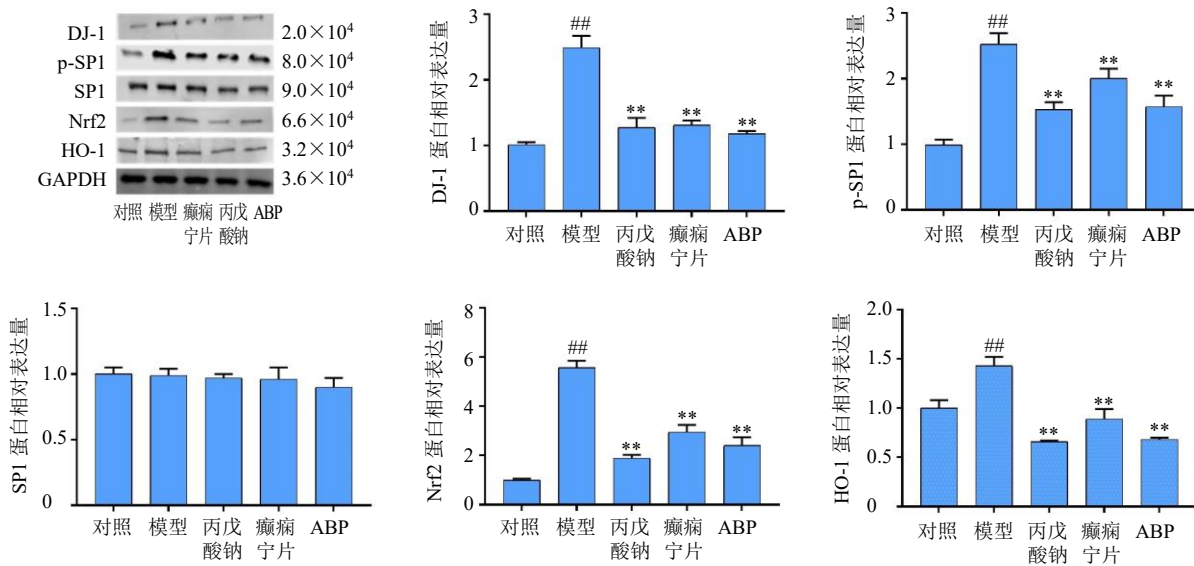 DJ-1 2.0×10⁴
p-SP1 8.0×10⁴
SP1 9.0×10⁴
Nrf2 6.6×10⁴
HO-1 3.2×10⁴
GAPDH 3.6×10⁴
对照 模型 癫痫 丙戊 ABP
宁片 酸钠
DJ-1 蛋白相对表达量
3
2
1
0
##
**
**
**
对照 模型 丙戊 癫痫 ABP
酸钠 宁片
p-SP1 蛋白相对表达量
3
2
1
0
##
**
**
**
对照 模型 丙戊 癫痫 ABP
酸钠 宁片
SP1 蛋白相对表达量
1.5
1.0
0.5
0
对照 模型 丙戊 癫痫 ABP
酸钠 宁片
Nrf2 蛋白相对表达量
8
6
4
2
0
##
**
**
**
对照 模型 丙戊 癫痫 ABP
酸钠 宁片
HO-1 蛋白相对表达量
2.0
1.5
1.0
0.5
0
##
**
**
**
对照 模型 丙戊 癫痫 ABP
酸钠 宁片